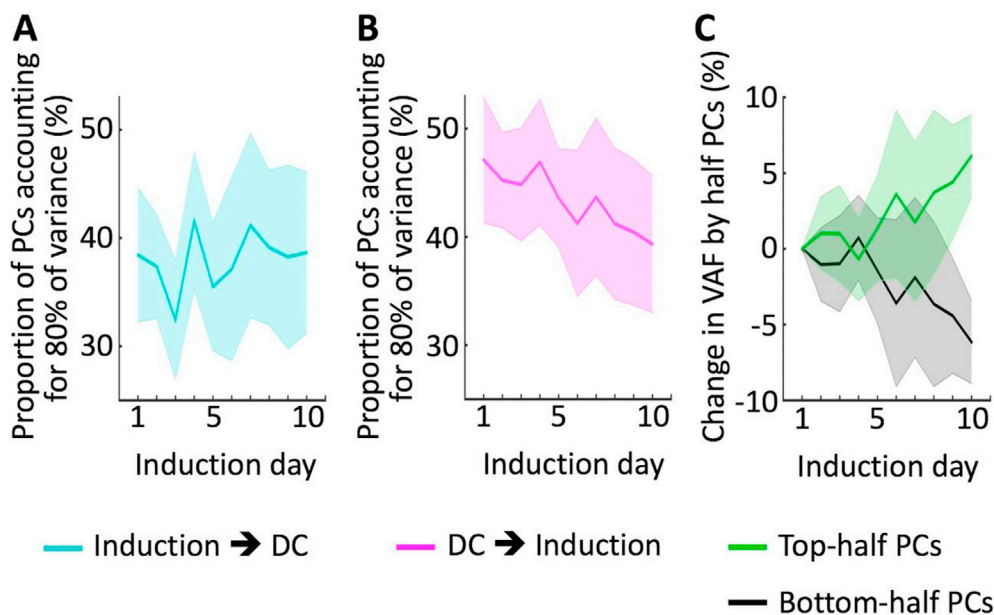 A
Proportion of PCs accounting
for 80% of variance (%)
50
40
30
1
5
10
Induction day
Induction ➔ DC
B
Proportion of PCs accounting
for 80% of variance (%)
50
40
30
1
5
10
Induction day
DC ➔ Induction
C
Change in VAF by half PCs (%)
10
5
0
-5
-10
1
5
10
Induction day
Top-half PCs
Bottom-half PCs